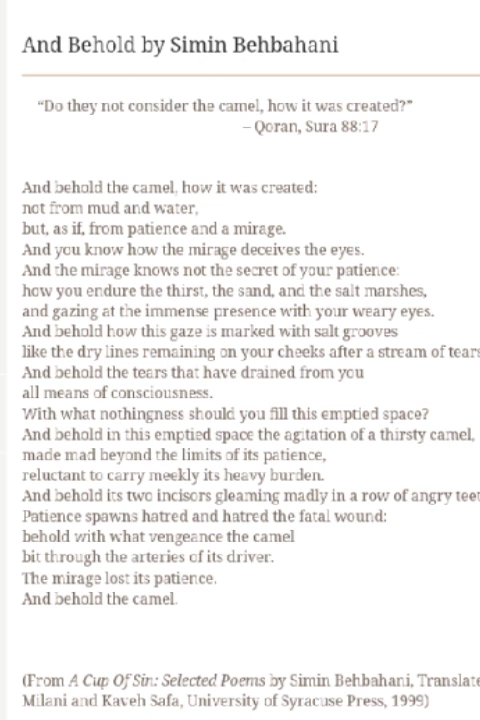 And Behold by Simin Behbahani
“Do they not consider the camel, how it was created?”
– Qoran, Sura 88:17
And behold the camel, how it was created:
not from mud and water,
but, as if, from patience and a mirage.
And you know how the mirage deceives the eyes.
And the mirage knows not the secret of your patience:
how you endure the thirst, the sand, and the salt marshes,
and gazing at the immense presence with your weary eyes.
And behold how this gaze is marked with salt grooves
like the dry lines remaining on your cheeks after a stream of tears
And behold the tears that have drained from you
all means of consciousness.
With what nothingness should you fill this emptied space?
And behold in this emptied space the agitation of a thirsty camel,
made mad beyond the limits of its patience,
reluctant to carry meekly its heavy burden.
And behold its two incisors gleaming madly in a row of angry
Patience spawns hatred and hatred the fatal wound:
behold with what vengeance the camel
bit through the arteries of its driver.
The mirage lost its patience.
And behold the camel.
(From A Cup Of Sin: Selected Poems by Simin Behbahani,
Milani and Kaveh Safa, University of Syracuse Press, 1999)